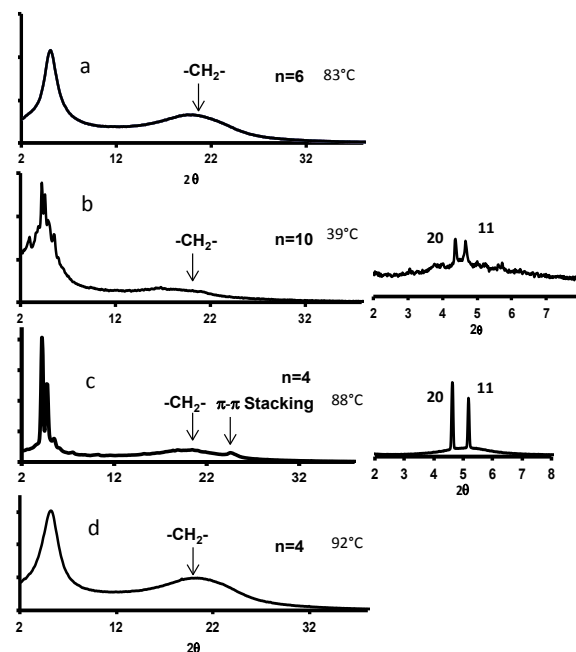 a
-CH2-
n=6 83°C
2 12 22 32
2θ
b
-CH2-
n=10 39°C
2 12 22 32
20 11
2 3 4 5 6 7
2θ
c
n=4
-CH2- π-π Stacking 88°C
2 12 22 32
20 11
2 3 4 5 6 7 8
2θ
d
-CH2-
n=4 92°C
2 12 22 32
2θ